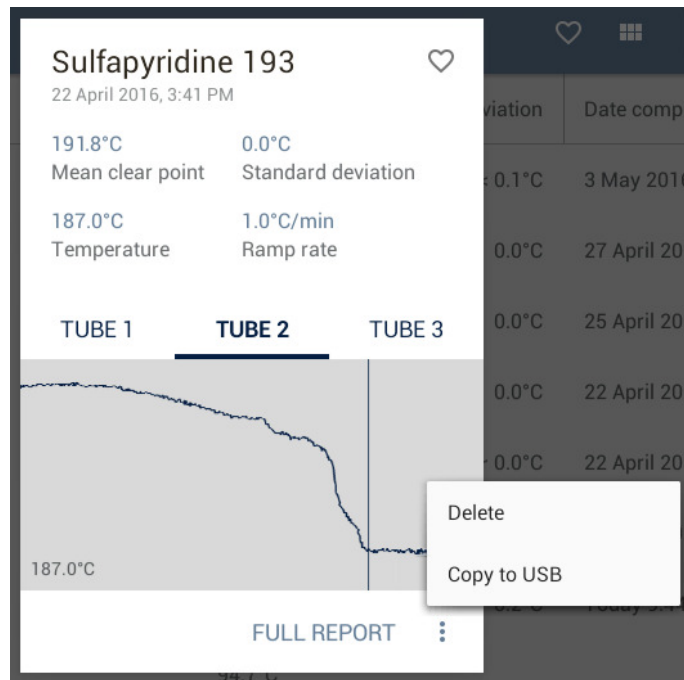 Sulfapyridine 193
22 April 2016, 3:41 PM
191.8°C 0.0°C
Mean clear point Standard deviation
187.0°C 1.0°C/min
Temperature Ramp rate
TUBE 1 TUBE 2 TUBE 3
187.0°C
FULL REPORT
Delete
Copy to USB
viation Date comp
< 0.1°C 3 May 2016
0.0°C 27 April 20
0.0°C 25 April 20
0.0°C 22 April 20
0.0°C 22 April 20
94.7°C